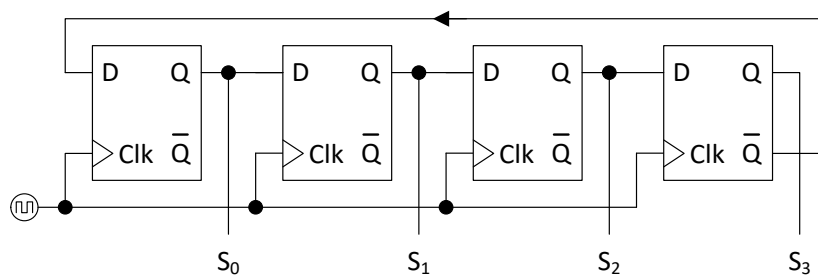 D Q D Q D Q D Q
Clk Q̅ Clk Q̅ Clk Q̅ Clk Q̅
S₀ S₁ S₂ S₃